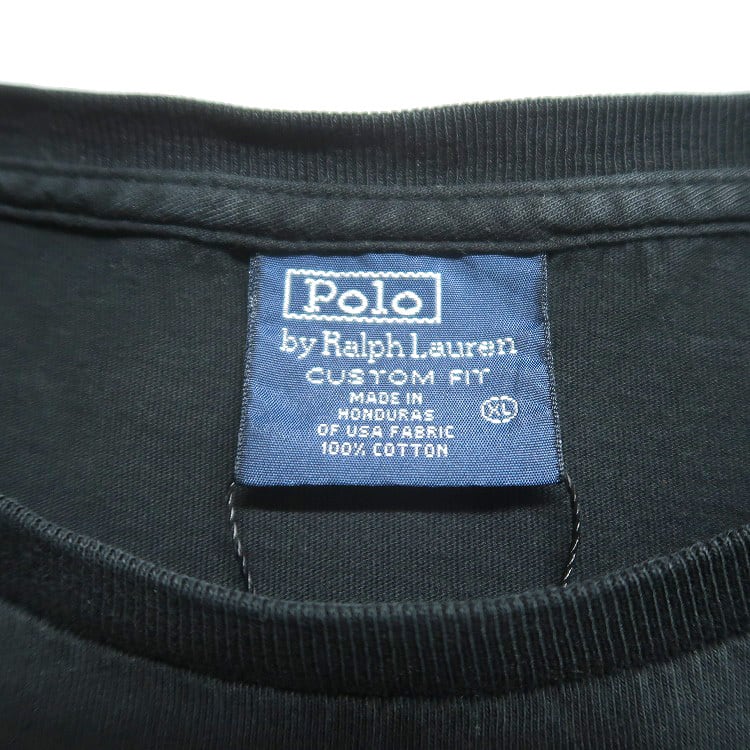 Polo
by Ralph Lauren
CUSTOM FIT
MADE IN
HONDURAS
OF USA FABRIC
100% COTTON
XL